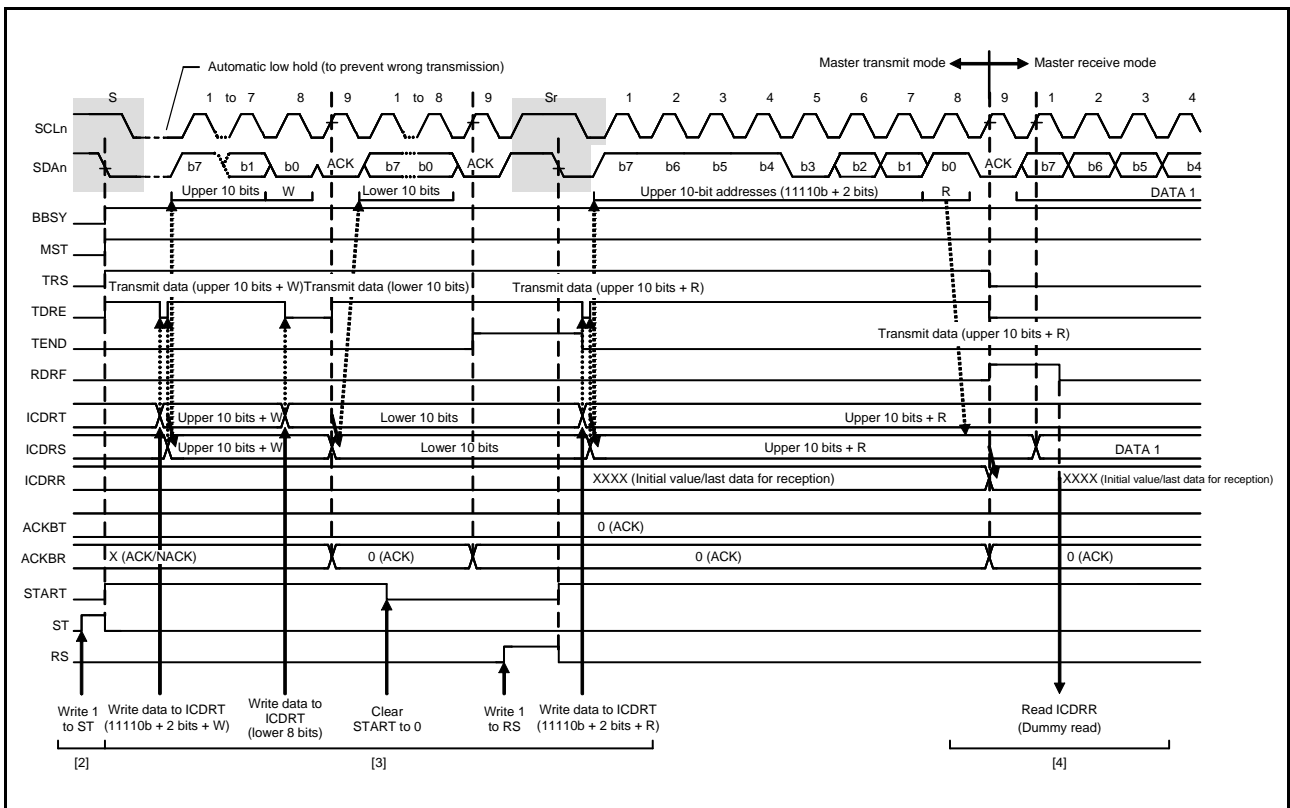 Automatic low hold (to prevent wrong transmission)
Master transmit mode
Master receive mode
S
1 to 7
8
9
1 to 8
9
Sr
1 2 3 4 5 6 7 8 9 1 2 3 4
SCLn
SDAn
b7 b1 b0 ACK b7 b0 ACK b7 b6 b5 b4 b3 b2 b1 b0 ACK b7 b6 b5 b4
Upper 10 bits W Lower 10 bits Upper 10-bit addresses (11110b + 2 bits) R DATA 1
BBSY
MST
TRS
Transmit data (upper 10 bits + W)
Transmit data (lower 10 bits)
Transmit data (upper 10 bits + R)
TDRE
Transmit data (upper 10 bits + R)
TEND
RDRF
ICDRT
Upper 10 bits + W
Lower 10 bits
Upper 10 bits + R
ICDRS
Upper 10 bits + W
Lower 10 bits
Upper 10 bits + R
DATA 1
ICDRR
XXXX (Initial value/last data for reception)
XXXX (Initial value/last data for reception)
ACKBT
0 (ACK)
ACKBR
X (ACK/NACK)
0 (ACK)
0 (ACK)
0 (ACK)
START
ST
RS
Write 1
to ST
Write data to ICDRT
(11110b + 2 bits + W)
Write data to
ICDRT
(lower 8 bits)
Clear
START to 0
Write 1
to RS
Write data to ICDRT
(11110b + 2 bits + R)
Read ICDRR
(Dummy read)
[2]
[3]
[4]